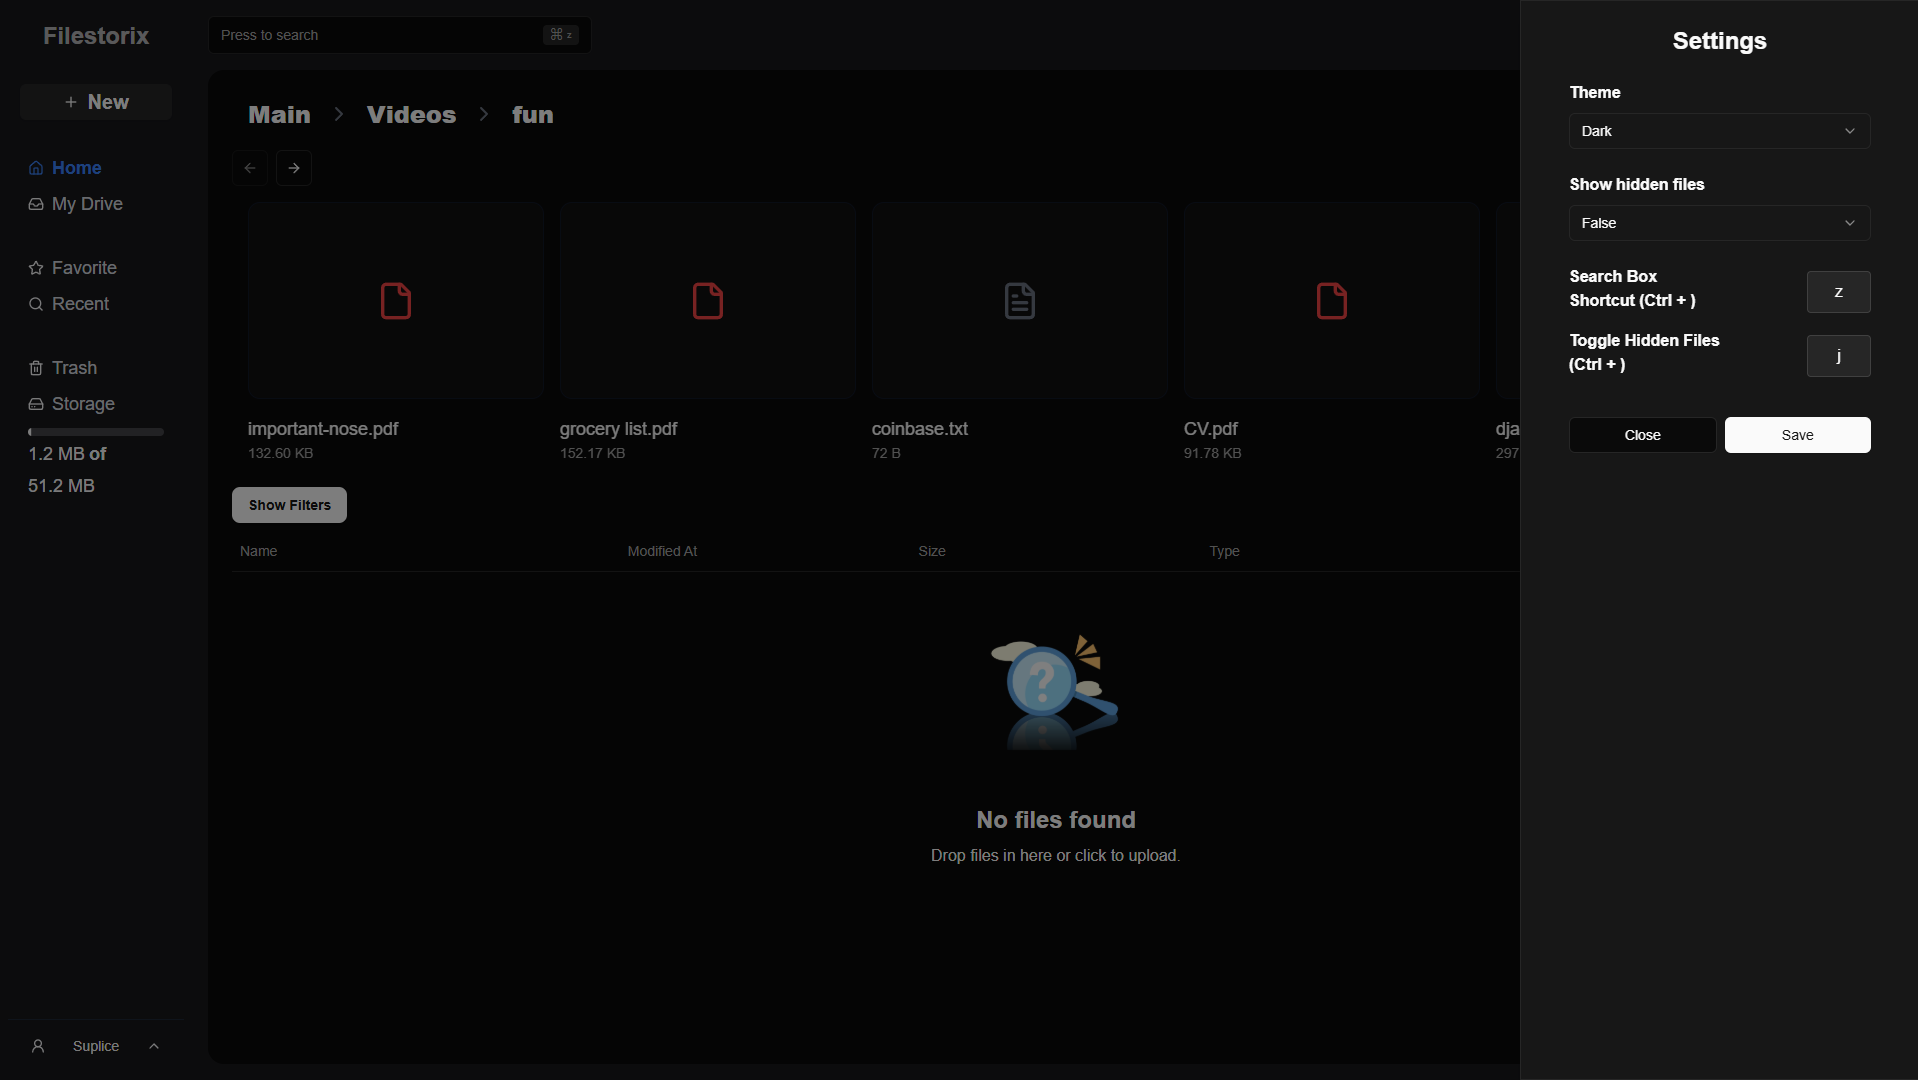 Filestorix
New
Home
My Drive
Favorite
Recent
Trash
Storage
1.2 MB of
51.2 MB
Suplice
Press to search
⌘ z
Main > Videos > fun
important-nose.pdf
132.60 KB
grocery list.pdf
152.17 KB
coinbase.txt
72 B
CV.pdf
91.78 KB
dja
297
Show Filters
Name Modified At Size Type
No files found
Drop files in here or click to upload.
Settings
Theme
Dark
Show hidden files
False
Search Box
Shortcut (Ctrl + )
z
Toggle Hidden Files
(Ctrl + )
j
Close
Save